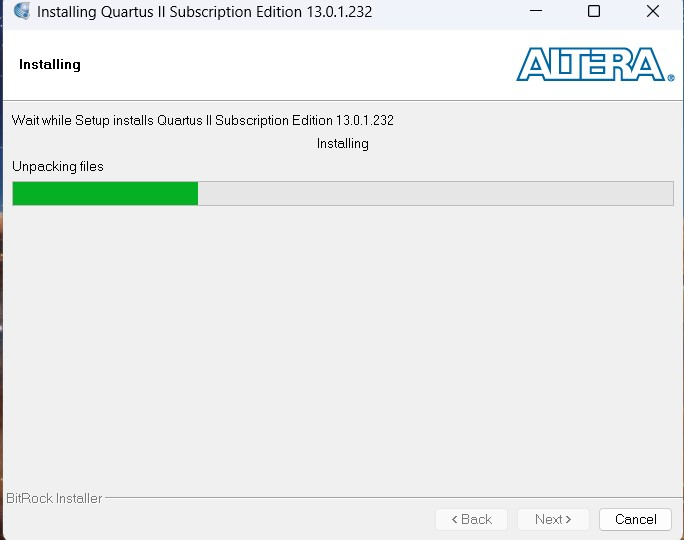 Installing Quartus II Subscription Edition 13.0.1.232
Installing
ALTERA®
Wait while Setup installs Quartus II Subscription Edition 13.0.1.232
Installing
Unpacking files
BitRock Installer
< Back
Next >
Cancel